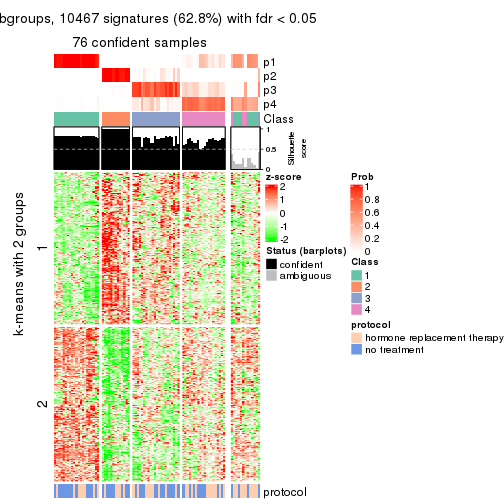 bgroups, 10467 signatures (62.8%) with fdr < 0.05
76 confident samples
p1
p2
p3
p4
Class
1
0.5
0
Silhouette
score
k-means with 2 groups
1
2
z-score
2
1
0
-1
-2
Status (barplots)
confident
ambiguous
Prob
1
0.8
0.6
0.4
0.2
0
Class
1
2
3
4
protocol
hormone replacement therapy
no treatment
protocol